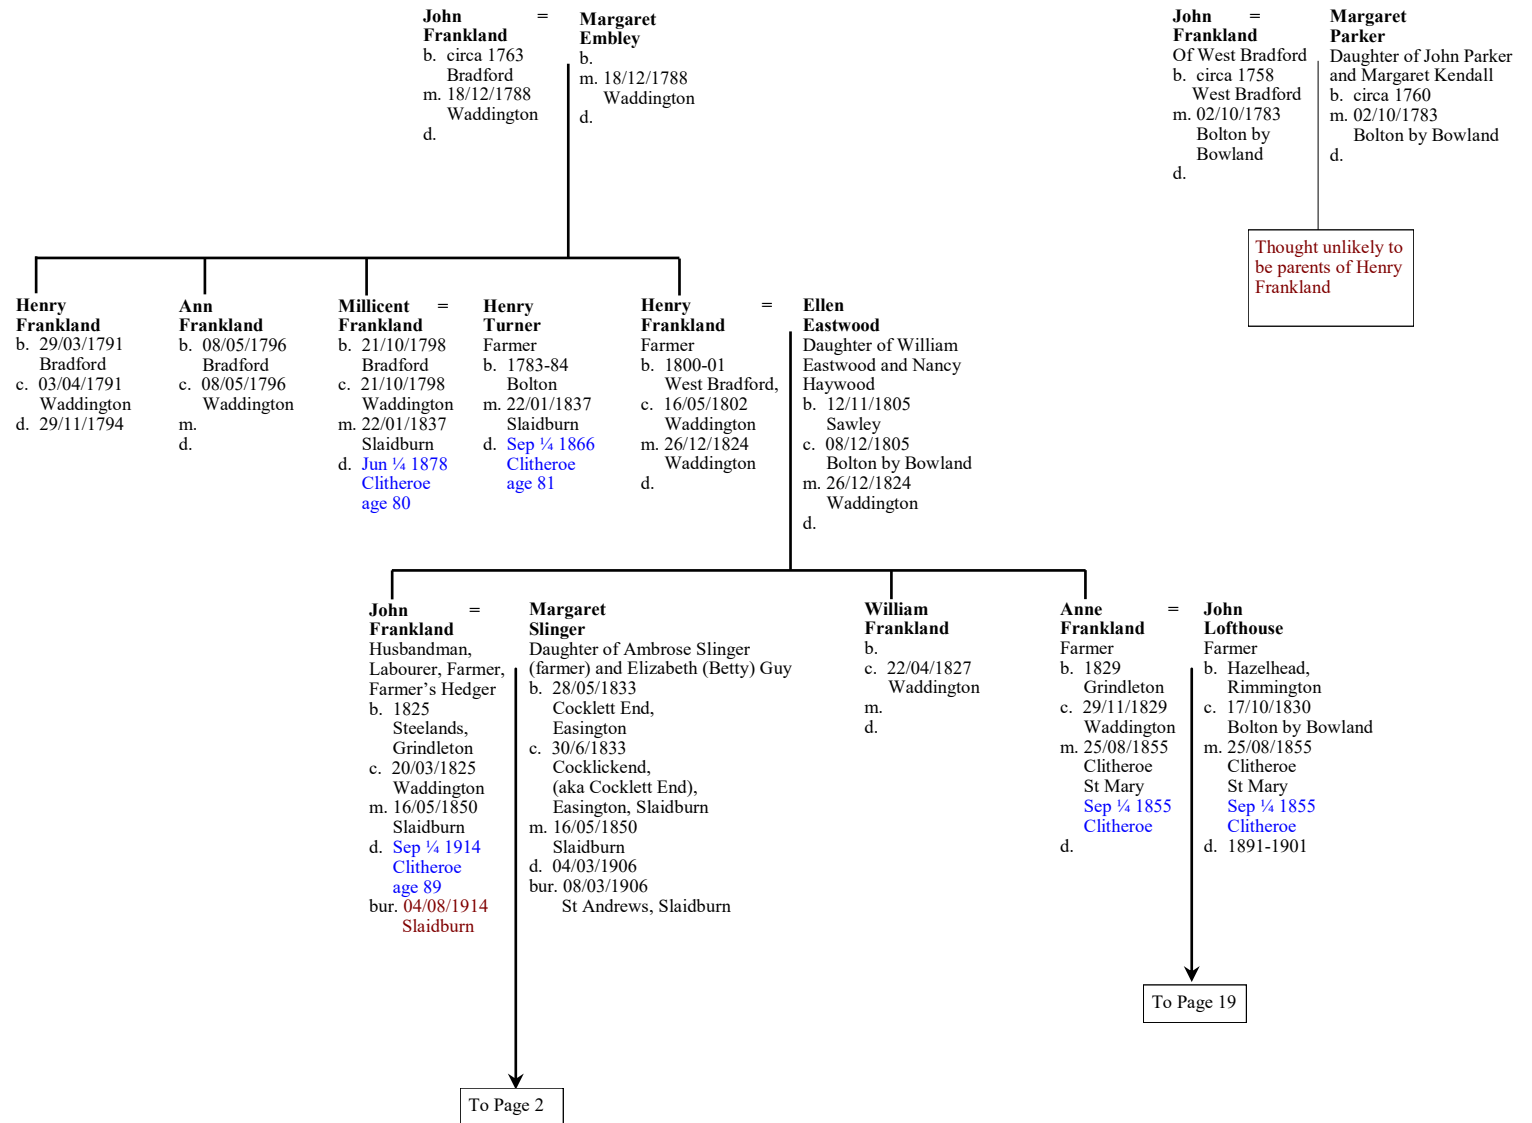 John =
Frankland
b. circa 1763
Bradford
m. 18/12/1788
Waddington
d.
Margaret
Embley
b.
m. 18/12/1788
Waddington
d.
John =
Frankland
Of West Bradford
b. circa 1758
West Bradford
m. 02/10/1783
Bolton by
Bowland
d.
Margaret
Parker
Daughter of John Parker
and Margaret Kendall
b. circa 1760
m. 02/10/1783
Bolton by Bowland
d.
Thought unlikely to
be parents of Henry
Frankland
Henry
Frankland
b. 29/03/1791
Bradford
c. 03/04/1791
Waddington
d. 29/11/1794
Ann
Frankland
b. 08/05/1796
Bradford
c. 08/05/1796
Waddington
m.
d.
Millicent =
Frankland
b. 21/10/1798
Bradford
c. 21/10/1798
Waddington
m. 22/01/1837
Slaidburn
d. Jun ¼ 1878
Clitheroe
age 80
Henry
Turner
Farmer
b. 1783-84
Bolton
m. 22/01/1837
Slaidburn
d. Sep ¼ 1866
Clitheroe
age 81
Henry =
Frankland
Farmer
b. 1800-01
West Bradford,
c. 16/05/1802
Waddington
m. 26/12/1824
Waddington
d.
Ellen
Eastwood
Daughter of William
Eastwood and Nancy
Haywood
b. 12/11/1805
Sawley
c. 08/12/1805
Bolton by Bowland
m. 26/12/1824
Waddington
d.
John =
Frankland
Husbandman,
Labourer, Farmer,
Farmer’s Hedger
b. 1825
Steelands,
Grindleton
c. 20/03/1825
Waddington
m. 16/05/1850
Slaidburn
d. Sep ¼ 1914
Clitheroe
age 89
bur. 04/08/1914
Slaidburn
Margaret
Slinger
Daughter of Ambrose Slinger
(farmer) and Elizabeth (Betty) Guy
b. 28/05/1833
Cocklett End,
Easington
c. 30/6/1833
Cocklickend,
(aka Cocklett End),
Easington, Slaidburn
m. 16/05/1850
Slaidburn
d. 04/03/1906
bur. 08/03/1906
St Andrews, Slaidburn
William
Frankland
b.
c. 22/04/1827
Waddington
m.
d.
Anne =
Frankland
Farmer
b. 1829
Grindleton
c. 29/11/1829
Waddington
m. 25/08/1855
Clitheroe
St Mary
Sep ¼ 1855
Clitheroe
d.
John
Lofthouse
Farmer
b. Hazelhead,
Rimmington
c. 17/10/1830
Bolton by Bowland
m. 25/08/1855
Clitheroe
St Mary
Sep ¼ 1855
Clitheroe
d. 1891-1901
To Page 19
To Page 2